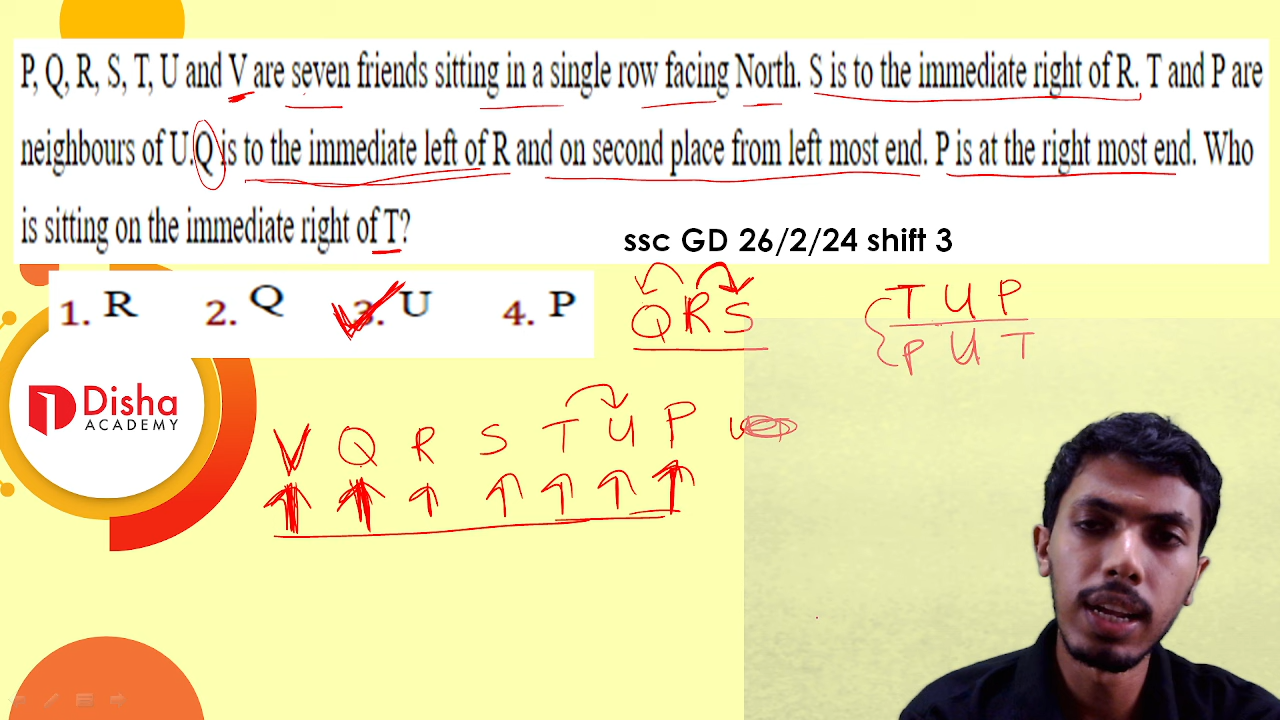 P, Q, R, S, T, U and V are seven friends sitting in a single row facing North. S is to the immediate right of R. T and P are
neighbours of U.Q is to the immediate left of R and on second place from left most end. P is at the right most end. Who
is sitting on the immediate right of T?
ssc GD 26/2/24 shift 3
1. R 2. Q 3. U 4. P
Q R S
T U P
P U T
Disha
ACADEMY
V Q R S T U P